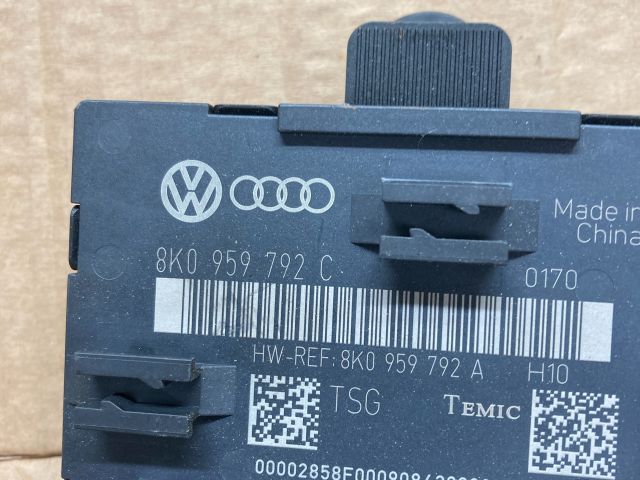 Made in
China
8K0 959 792 C
0170
HW-REF: 8K0 959 792 A H10
TSG TEMIC